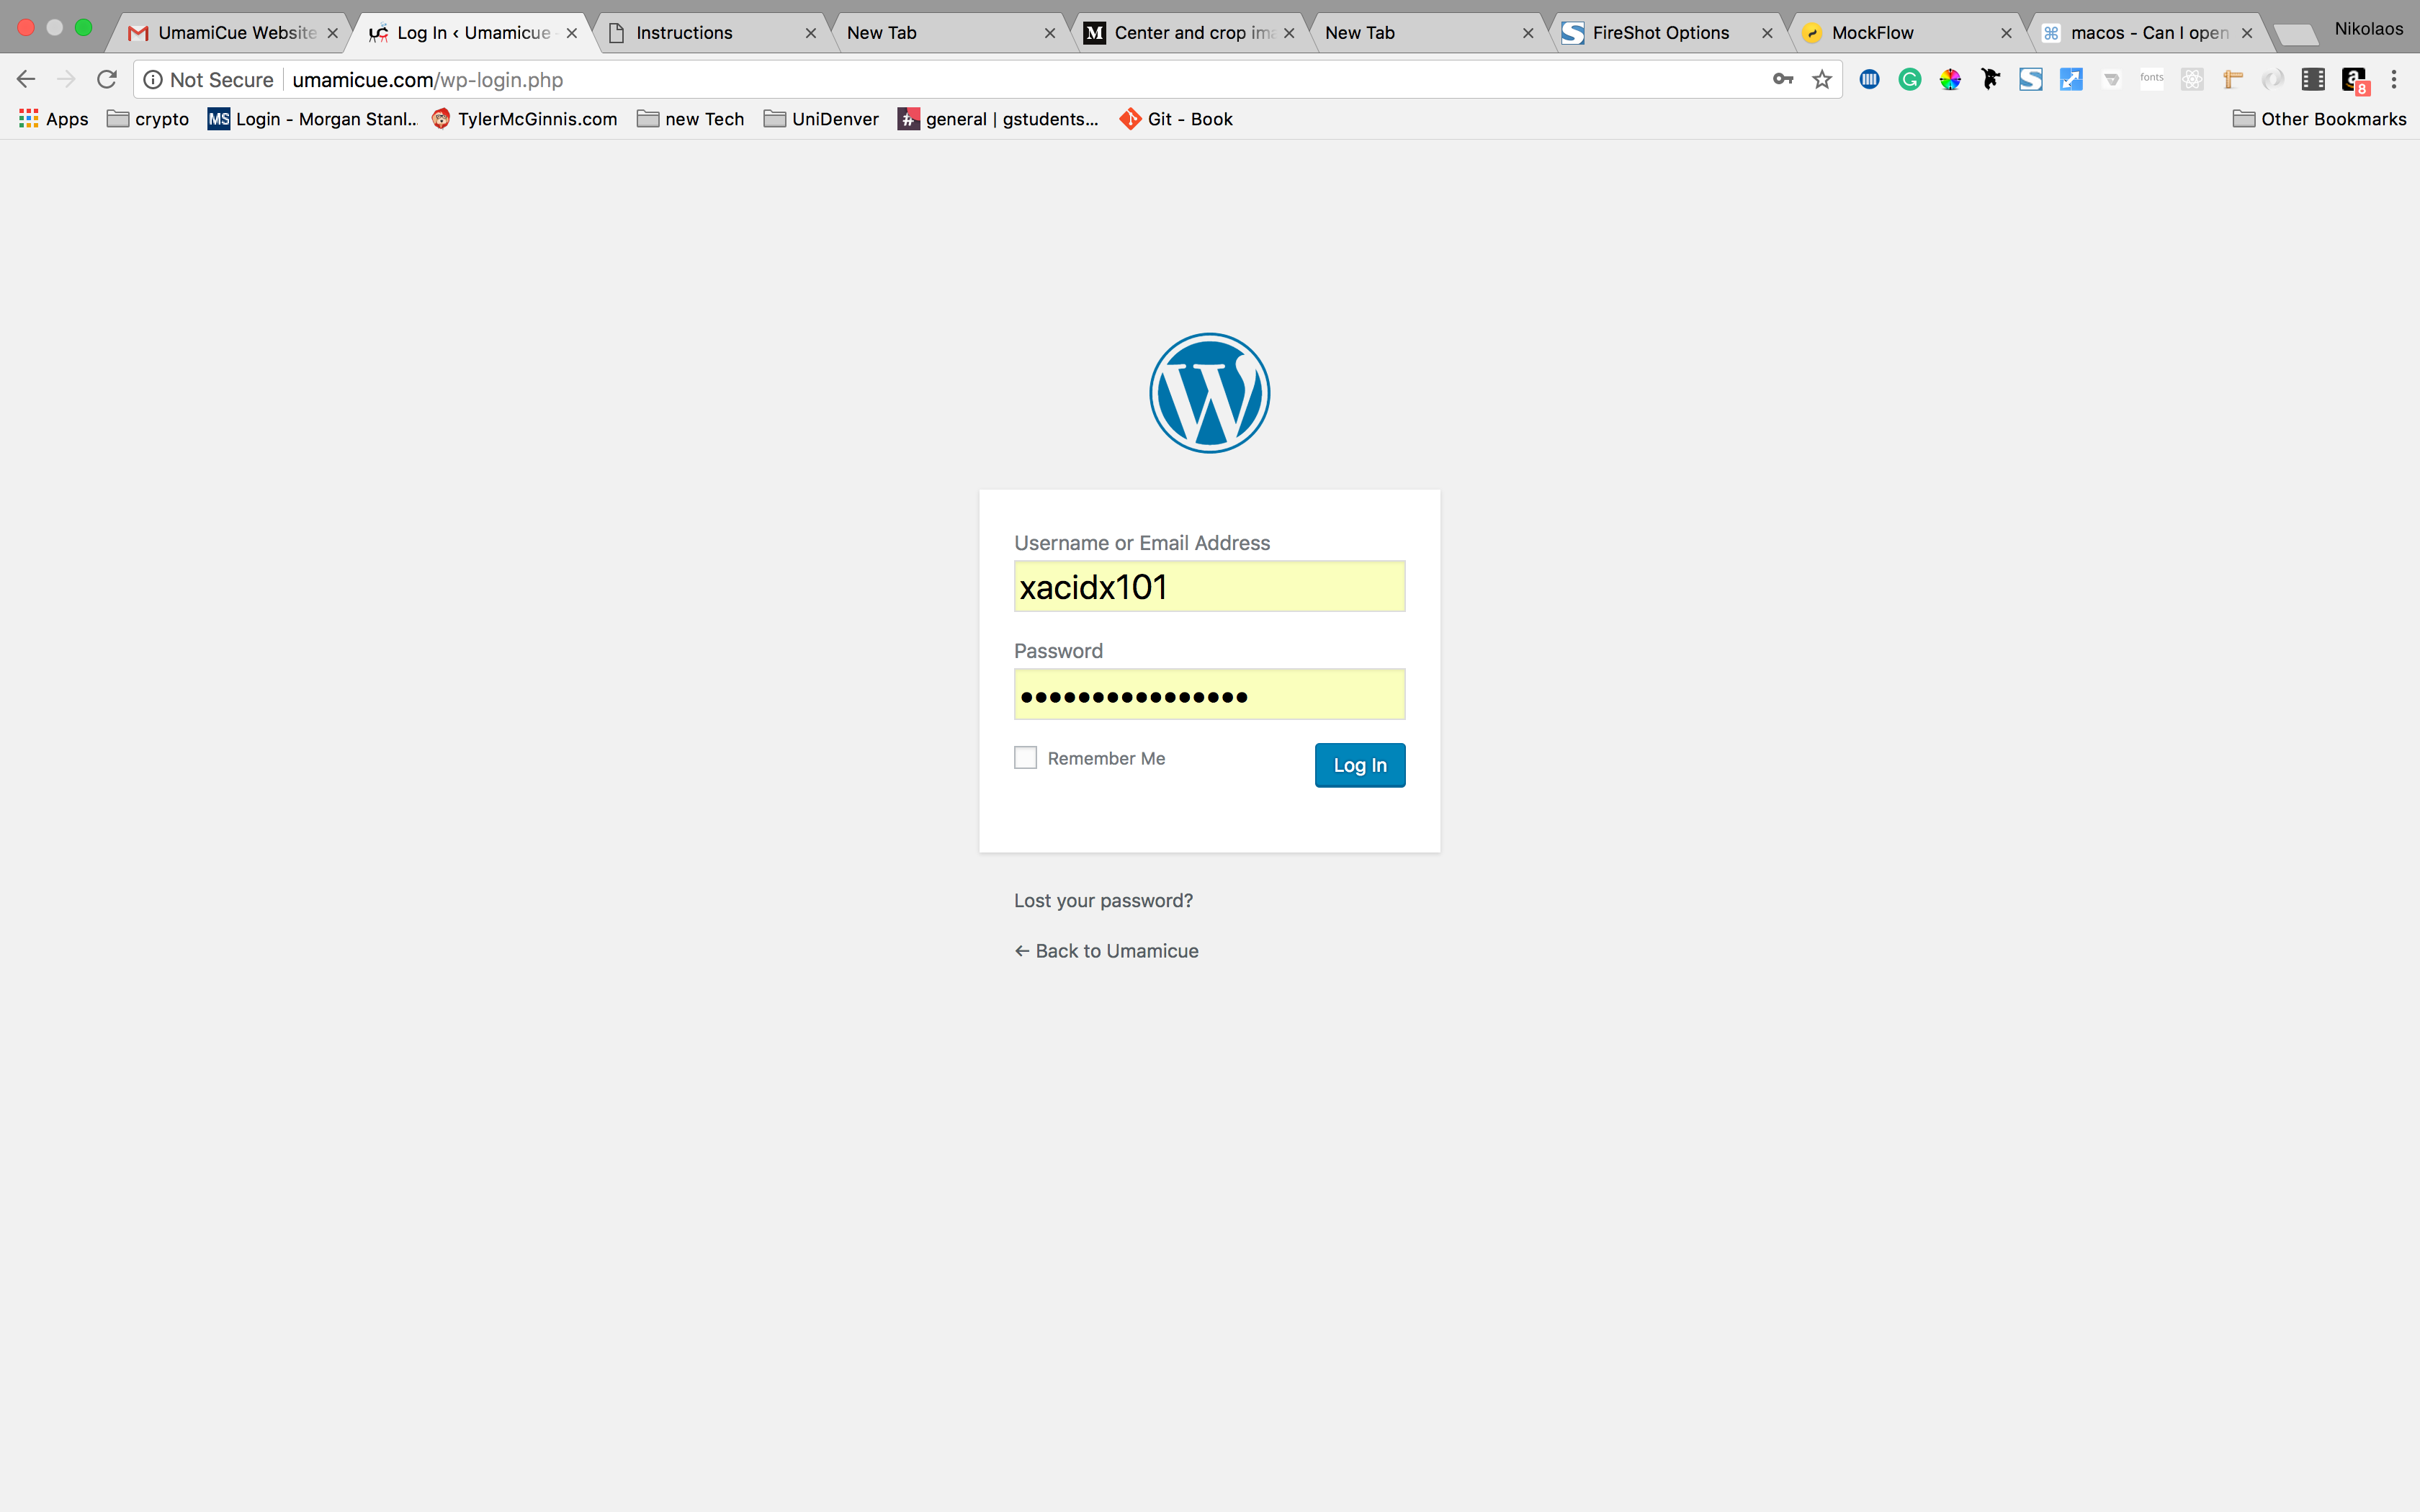 UmamiCue Website
Log In ‹ Umamicue
Instructions
New Tab
Center and crop ima
New Tab
FireShot Options
MockFlow
macos - Can I open
Nikolaos
Not Secure
umamicue.com/wp-login.php
fonts
8
Apps
crypto
MS Login - Morgan Stanl...
TylerMcGinnis.com
new Tech
UniDenver
general | gstudents...
Git - Book
Other Bookmarks
Username or Email Address
xacidx101
Password
••••••••••••••••
Remember Me
Log In
Lost your password?
← Back to Umamicue